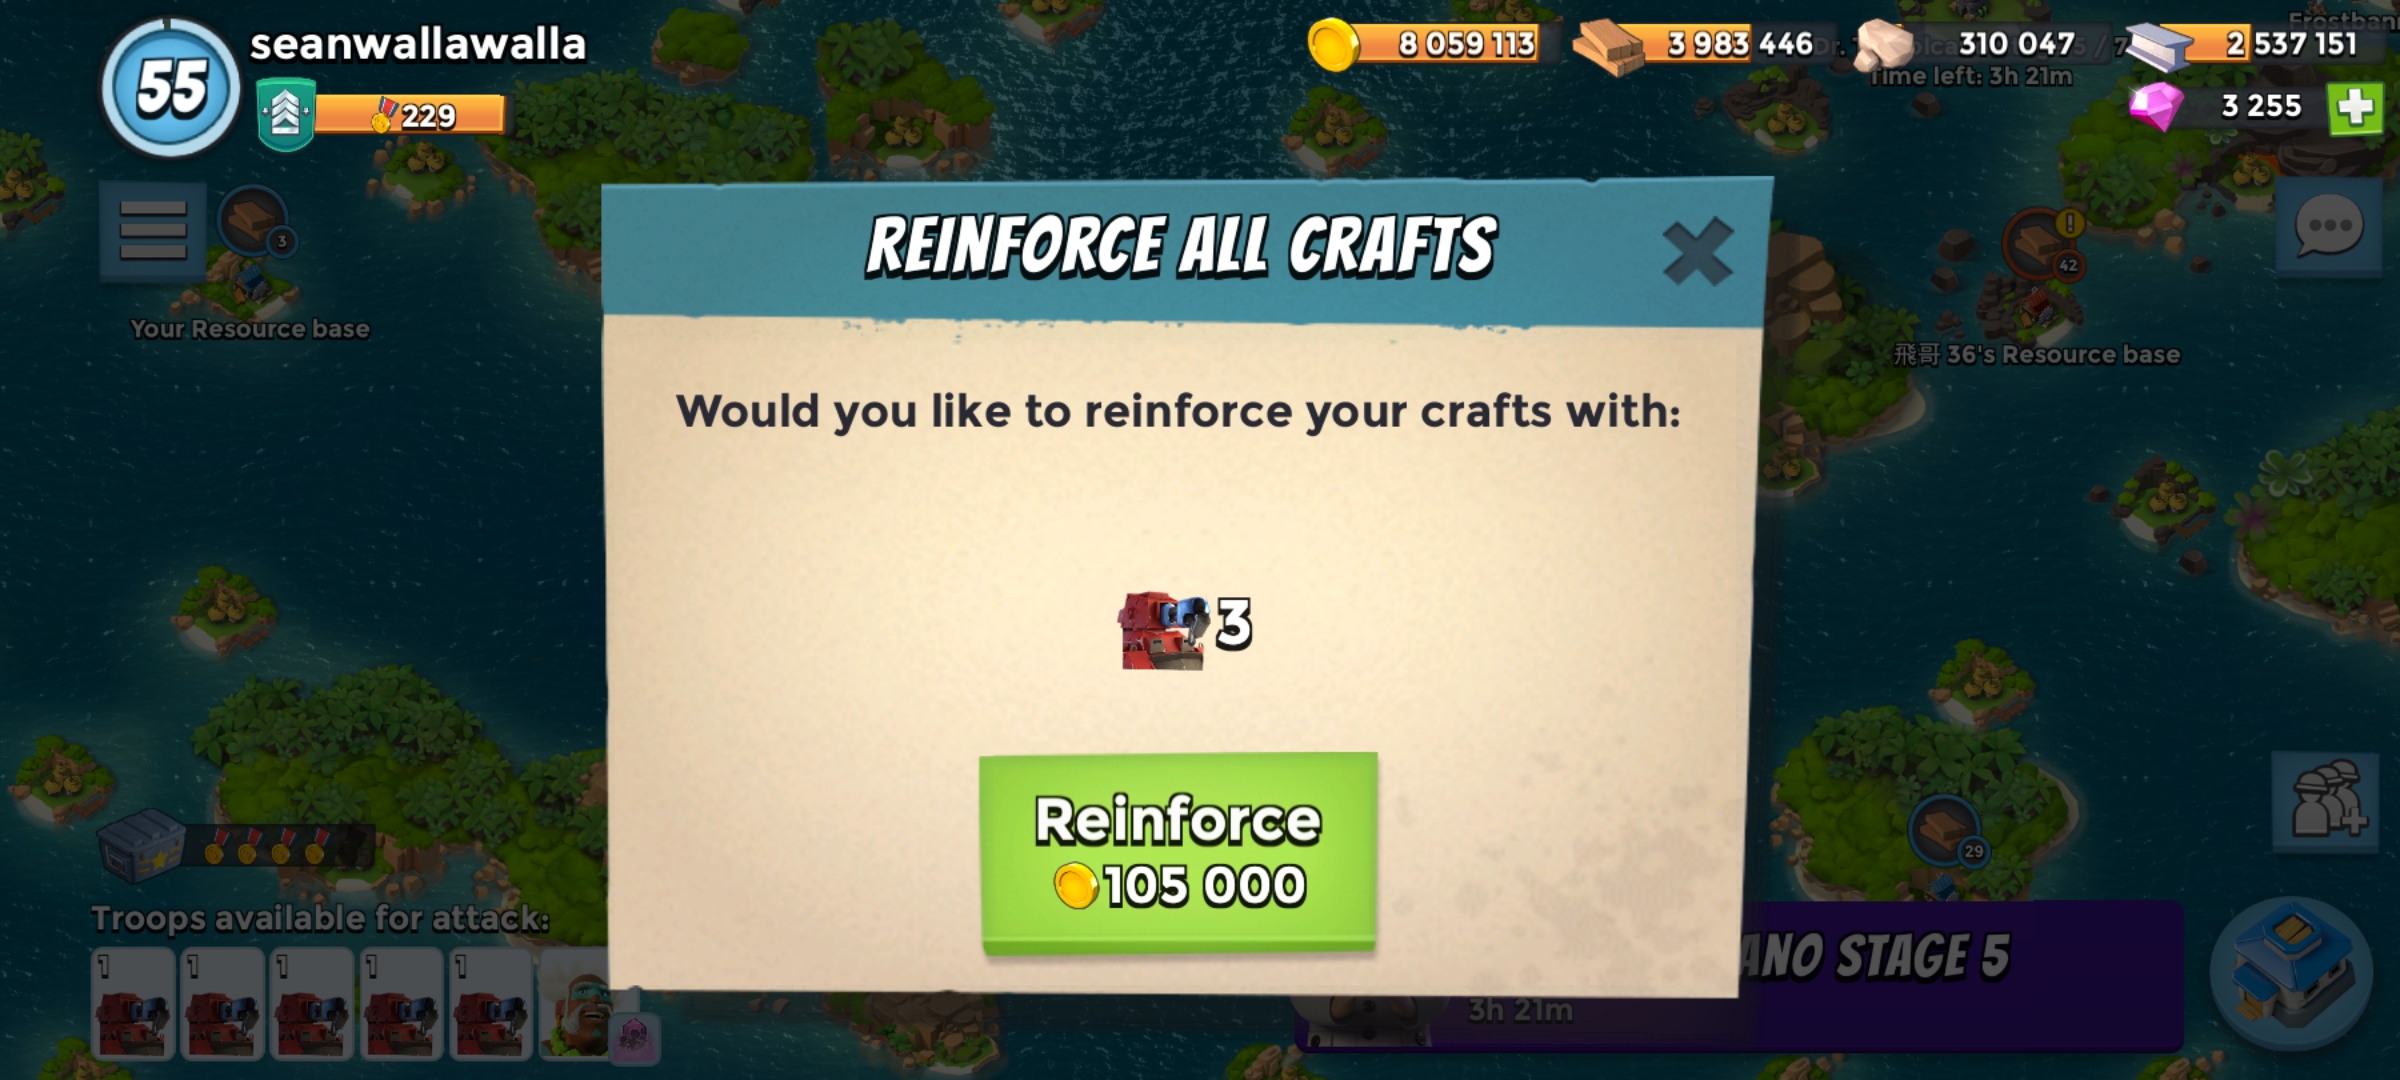 55
seanwallawalla
229
8 059 113
3 983 446
310 047
2 537 151
Time left: 3h 21m
3 255
3
Your Resource base
42
飛哥 36's Resource base
REINFORCE ALL CRAFTS
Would you like to reinforce your crafts with:
3
Reinforce
105 000
29
Troops available for attack:
1
1
1
1
1
ANO STAGE 5
3h 21m